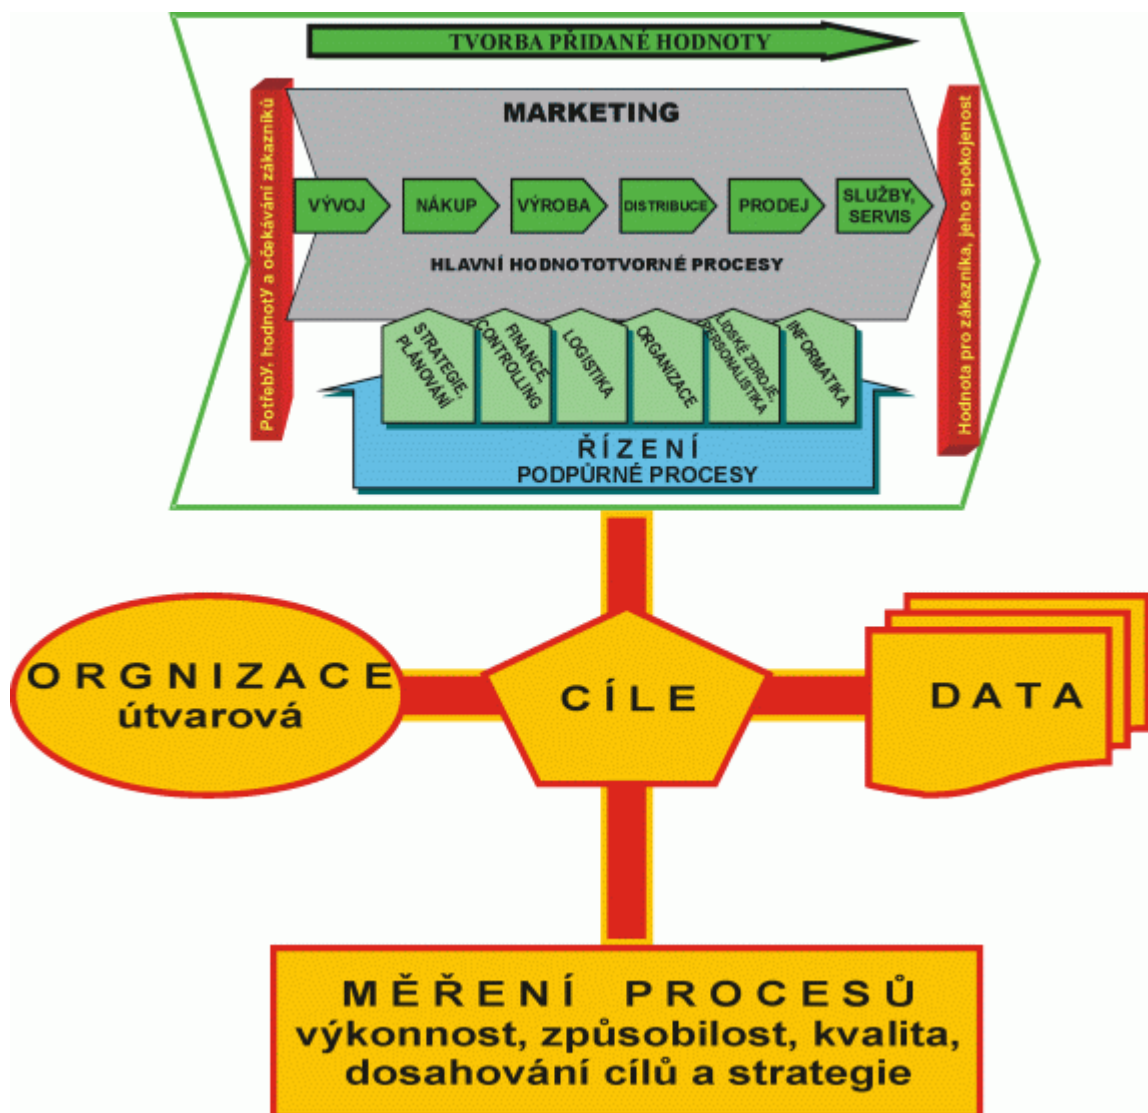 TVORBA PŘIDANÉ HODNOTY
Potřeby, hodnoty a očekávání zákazníků
MARKETING
VÝVOJ
NÁKUP
VÝROBA
DISTRIBUCE
PRODEJ
SLUŽBY,
SERVIS
HLAVNÍ HODNOTOTVORNÉ PROCESY
Hodnota pro zákazníka, jeho spokojenost
STRATEGIE,
PLÁNOVÁNÍ
FINANCE,
CONTROLLING
LOGISTIKA
ORGANIZACE
LIDSKÉ ZDROJE,
PERSONALISTIKA
INFORMATIKA
ŘÍZENÍ
PODPŮRNÉ PROCESY
ORGNIZACE
útvarová
CÍLE
DATA
MĚŘENÍ PROCESŮ
výkonnost, způsobilost, kvalita,
dosahování cílů a strategie